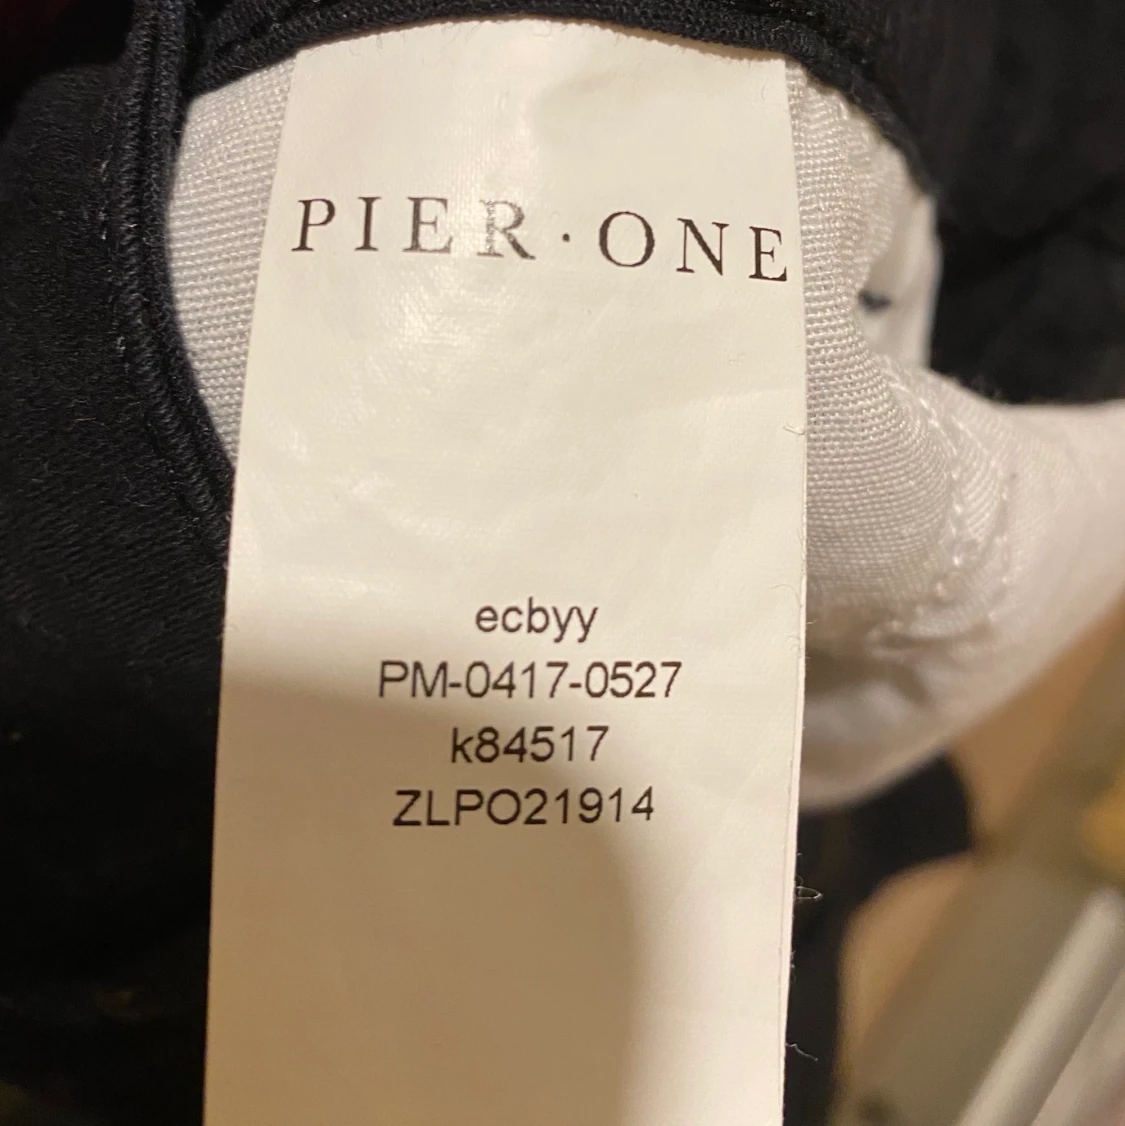 PIER·ONE
ecbyy
PM-0417-0527
k84517
ZLPO21914